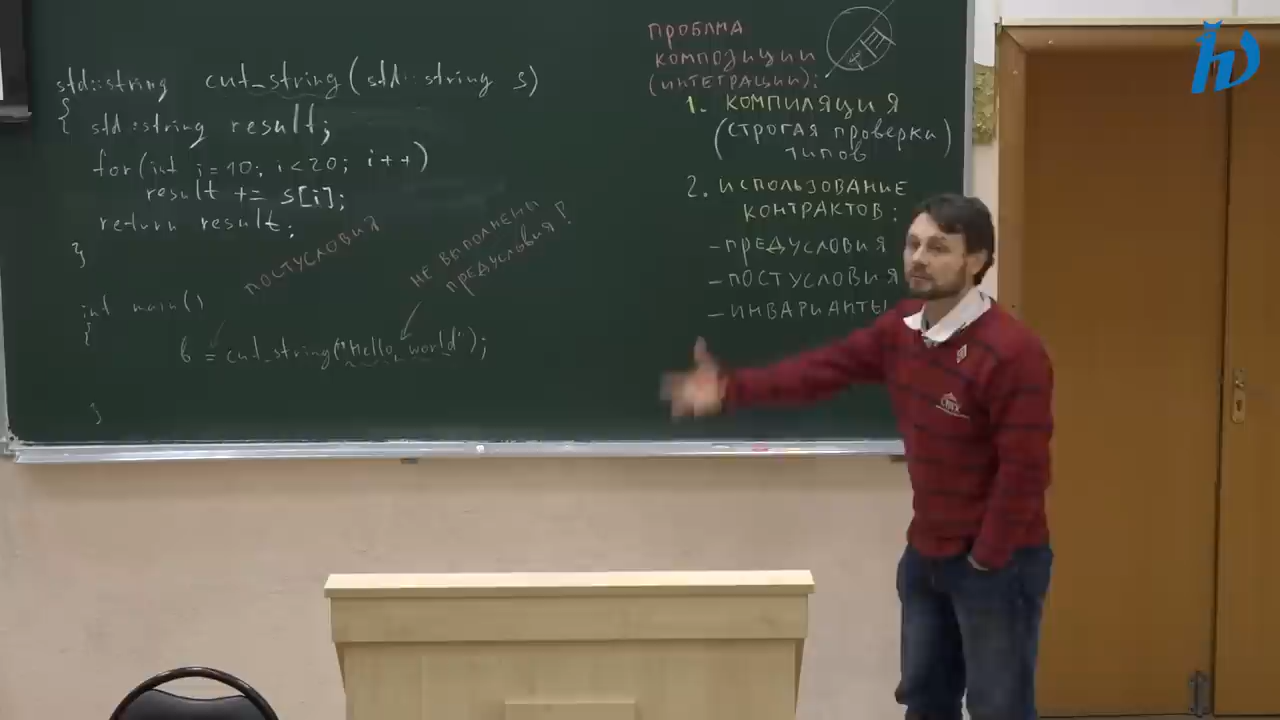 std::string cut_string(std::string s)
{ std::string result;
for(int i=10; i<20; i++)
result += s[i];
return result;
}
ПОСТУСЛОВИЯ
НЕ ВЫПОЛНЕНЫ
ПРЕДУСЛОВИЯ!
int main()
{
b = cut_string("Hello, world");
}
ПРОБЛМА
КОМПОЗИЦИИ
(ИНТЕГРАЦИИ):
1. КОМПИЛЯЦИЯ
(СТРОГАЯ ПРОВЕРКА)
ТИПОВ
2. ИСПОЛЬЗОВАНИЕ
КОНТРАКТОВ:
- ПРЕДУСЛОВИЯ
- ПОСТУСЛОВИЯ
- ИНВАРИАНТЫ